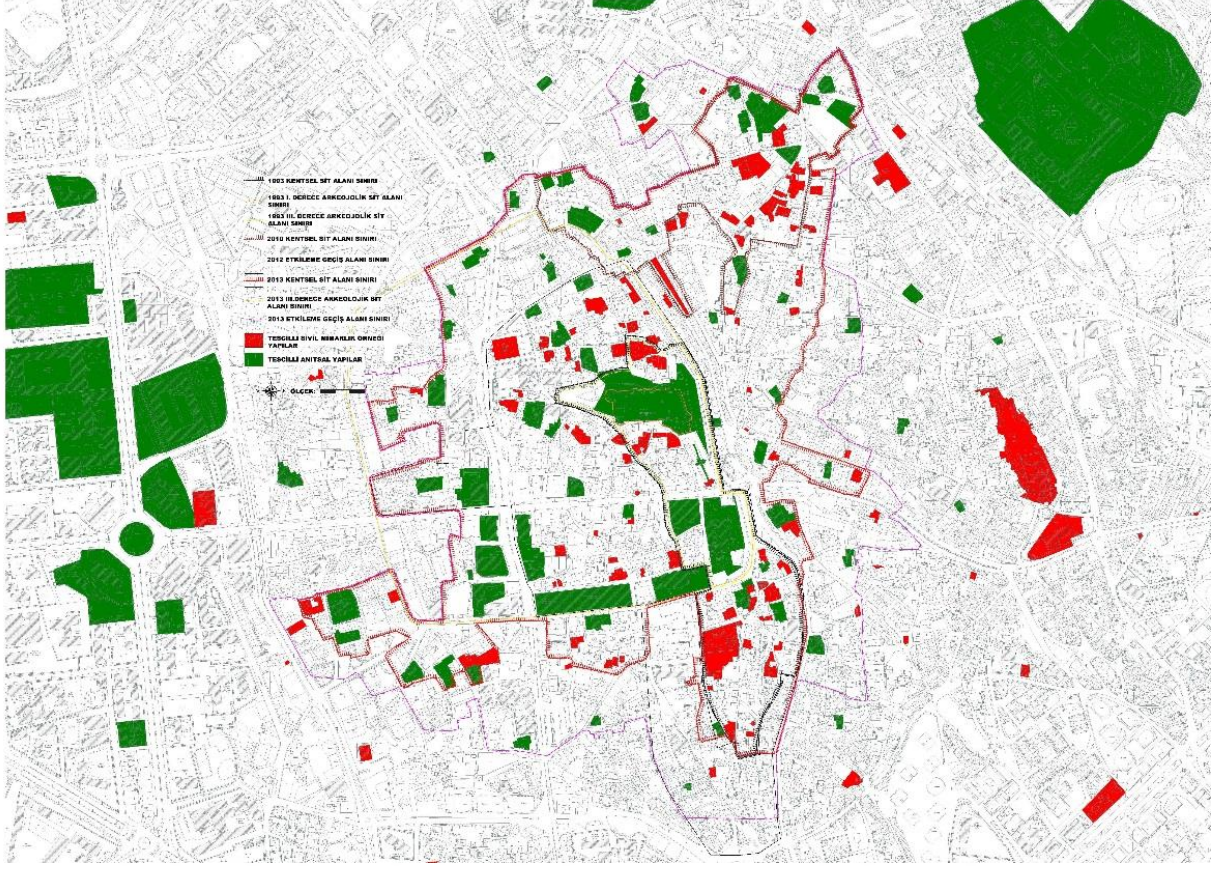 1993 KENTSEL SİT ALANI SINIRI
1993 I. DERECE ARKEOJOLİK SİT ALANI
SINIRI
1993 III. DERECE ARKEOJOLİK SİT
ALANI SINIRI
2010 KENTSEL SİT ALANI SINIRI
2012 ETKİLEME GEÇİŞ ALANI SINIRI
2013 KENTSEL SİT ALANI SINIRI
2013 III.DERECE ARKEOLOJİK SİT
ALANI SINIRI
2013 ETKİLEME GEÇİŞ ALANI SINIRI
TESCİLLİ SİVİL MİMARLIK ÖRNEĞİ
YAPILAR
TESCİLLİ ANITSAL YAPILAR
ÖLÇEK: